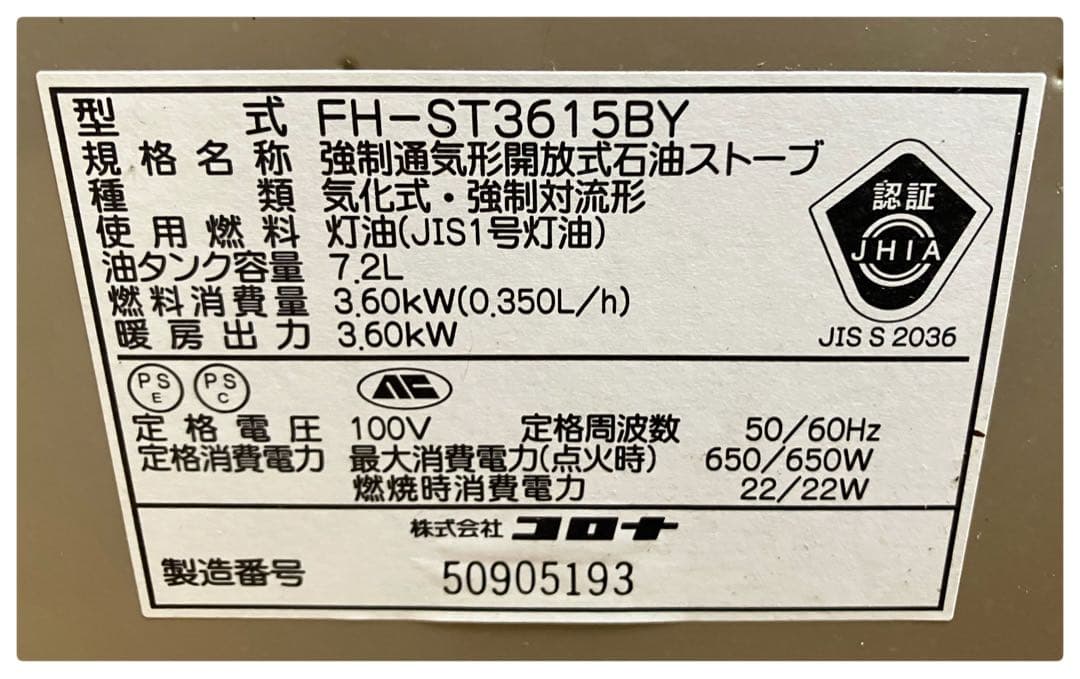 型式 FH-ST3615BY
規格名称 強制通気形開放式石油ストーブ
種類 気化式・強制対流形
使用燃料 灯油(JIS1号灯油)
油タンク容量 7.2L
燃料消費量 3.60kW(0.350L/h)
暖房出力 3.60kW
認証
JHIA
JIS S 2036
PS E PS C
定格電圧 100V 定格周波数 50/60Hz
定格消費電力 最大消費電力(点火時) 650/650W
燃焼時消費電力 22/22W
株式会社 コロナ
製造番号 50905193